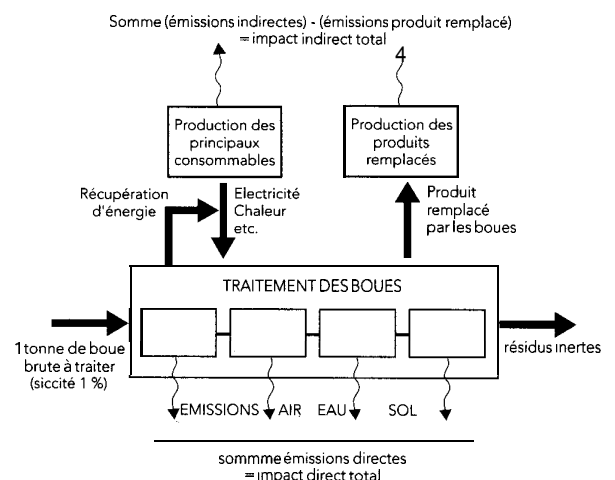 Somme (émissions indirectes) - (émissions produit remplacé)
= impact indirect total
4
Production des
principaux
consommables
Production des
produits
remplacés
Récupération
d'énergie
Electricité
Chaleur
etc.
Produit
remplacé
par les boues
TRAITEMENT DES BOUES
1 tonne de boue
brute à traiter
(siccité 1 %)
résidus inertes
EMISSIONS AIR EAU SOL
sommme émissions directes
= impact direct total